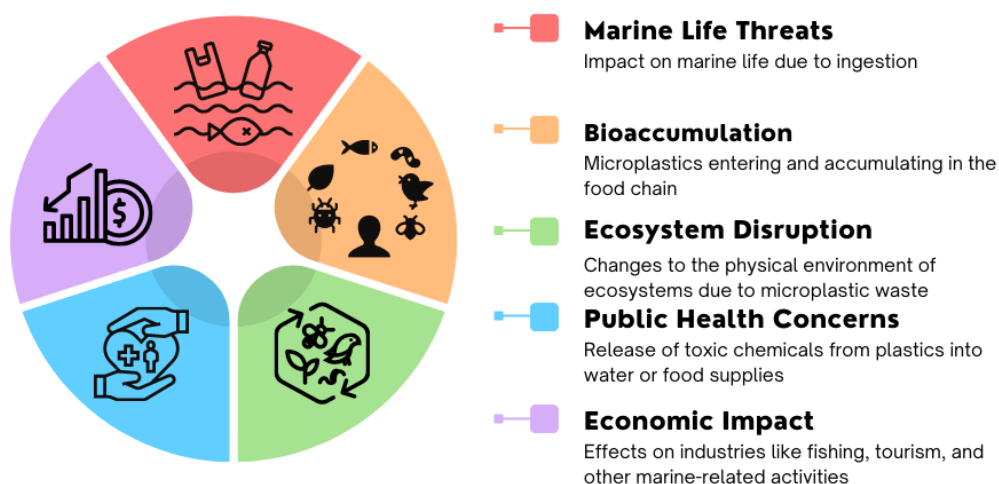 Marine Life Threats
Impact on marine life due to ingestion
Bioaccumulation
Microplastics entering and accumulating in the
food chain
Ecosystem Disruption
Changes to the physical environment of
ecosystems due to microplastic waste
Public Health Concerns
Release of toxic chemicals from plastics into
water or food supplies
Economic Impact
Effects on industries like fishing, tourism, and
other marine-related activities
$